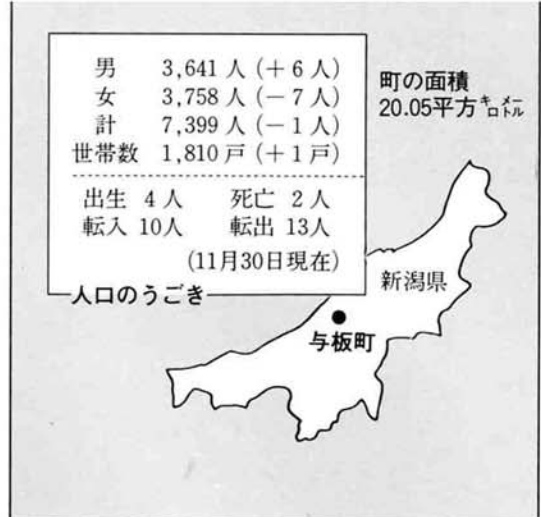 男 3,641人(+6人)
女 3,758人(-7人)
計 7,399人(-1人)
世帯数 1,810戸(+1戸)
出生 4人 死亡 2人
転入 10人 転出 13人
(11月30日現在)
人口のうごき
町の面積
20.05平方キロメートル
新潟県
与板町